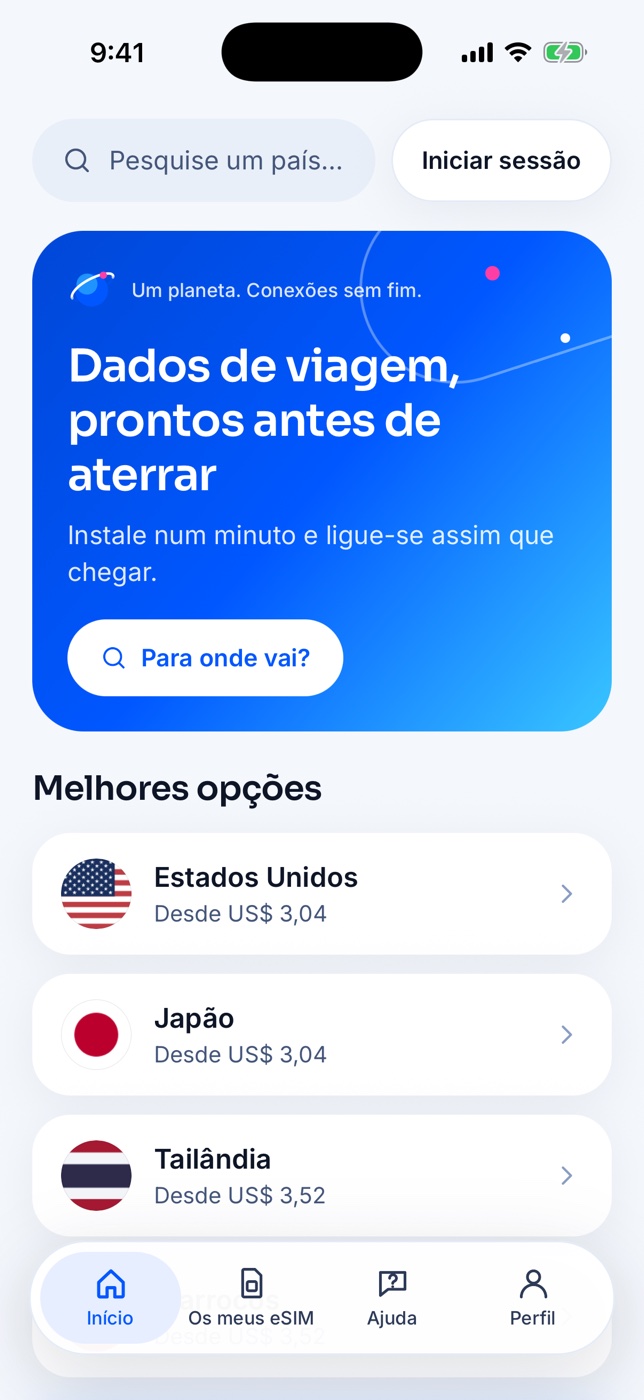 9:41
Pesquise um país...
Iniciar sessão
Um planeta. Conexões sem fim.
Dados de viagem,
prontos antes de
aterrar
Instale num minuto e ligue-se assim que
chegar.
Para onde vai?
Melhores opções
Estados Unidos
Desde US$ 3,04
Japão
Desde US$ 3,04
Tailândia
Desde US$ 3,52
Início
Os meus eSIM
Ajuda
Perfil